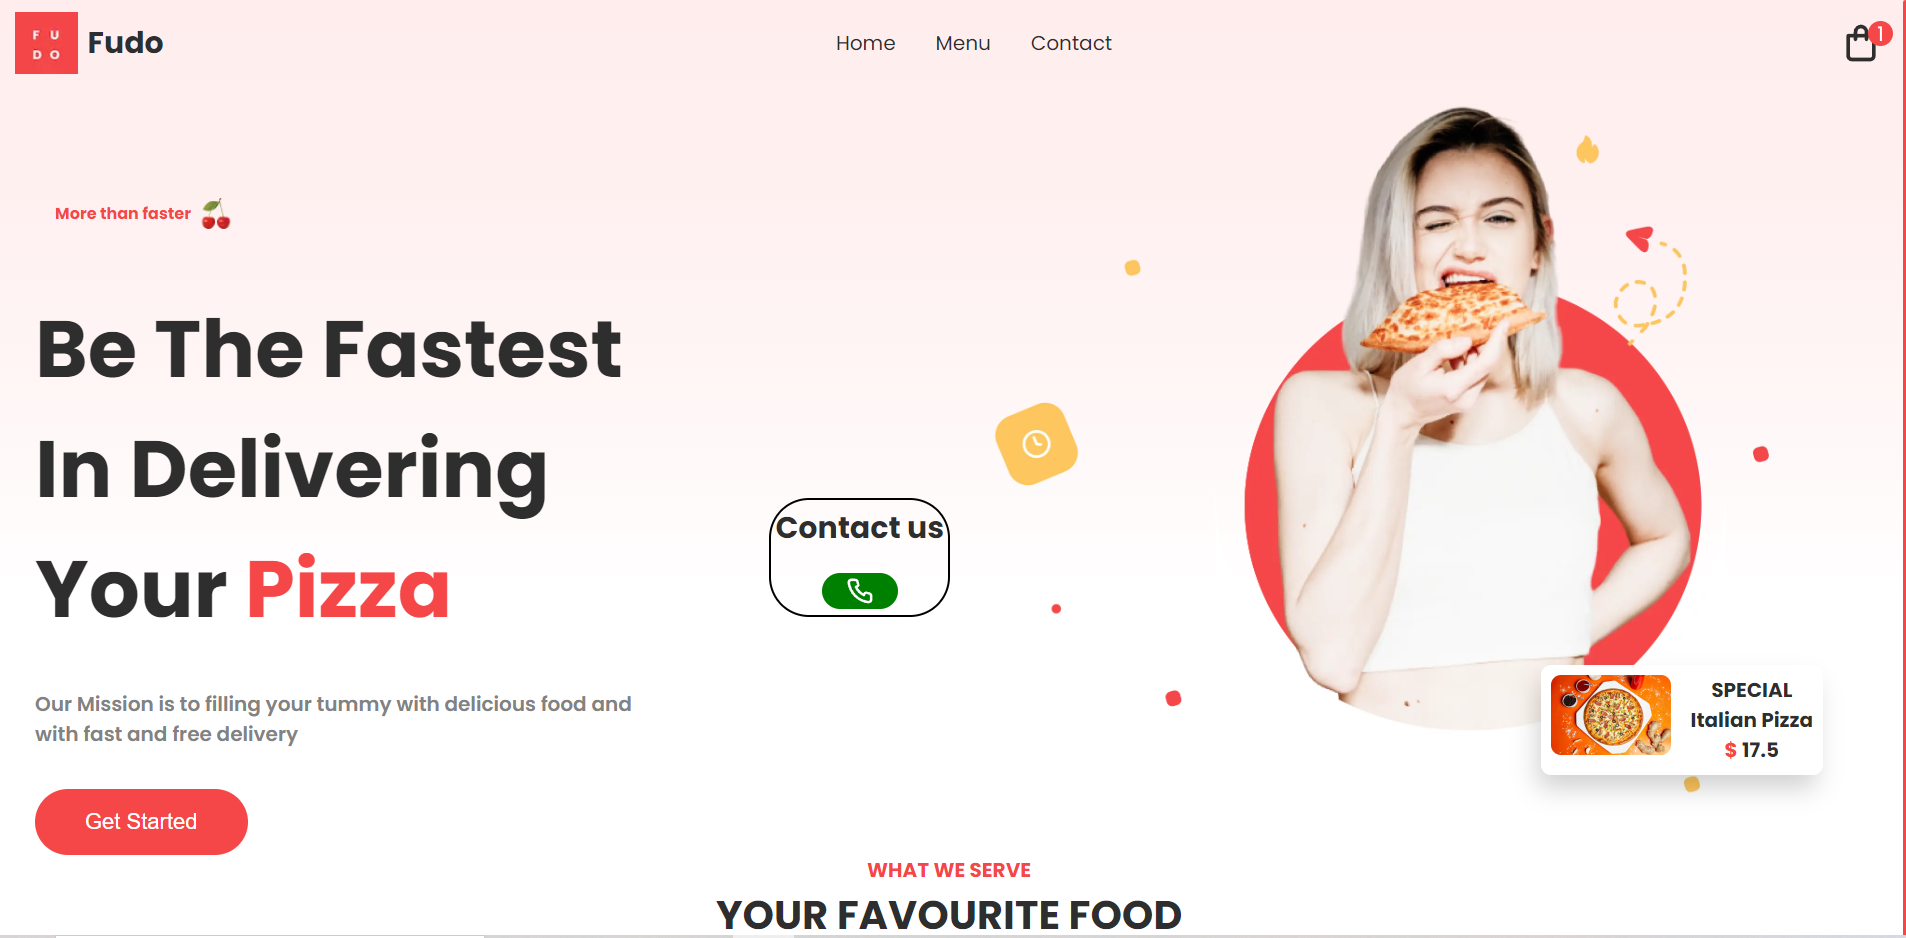 F U
D O
Fudo
Home
Menu
Contact
1
More than faster
Be The Fastest
In Delivering
Your Pizza
Contact us
Our Mission is to filling your tummy with delicious food and
with fast and free delivery
Get Started
SPECIAL
Italian Pizza
$ 17.5
WHAT WE SERVE
YOUR FAVOURITE FOOD